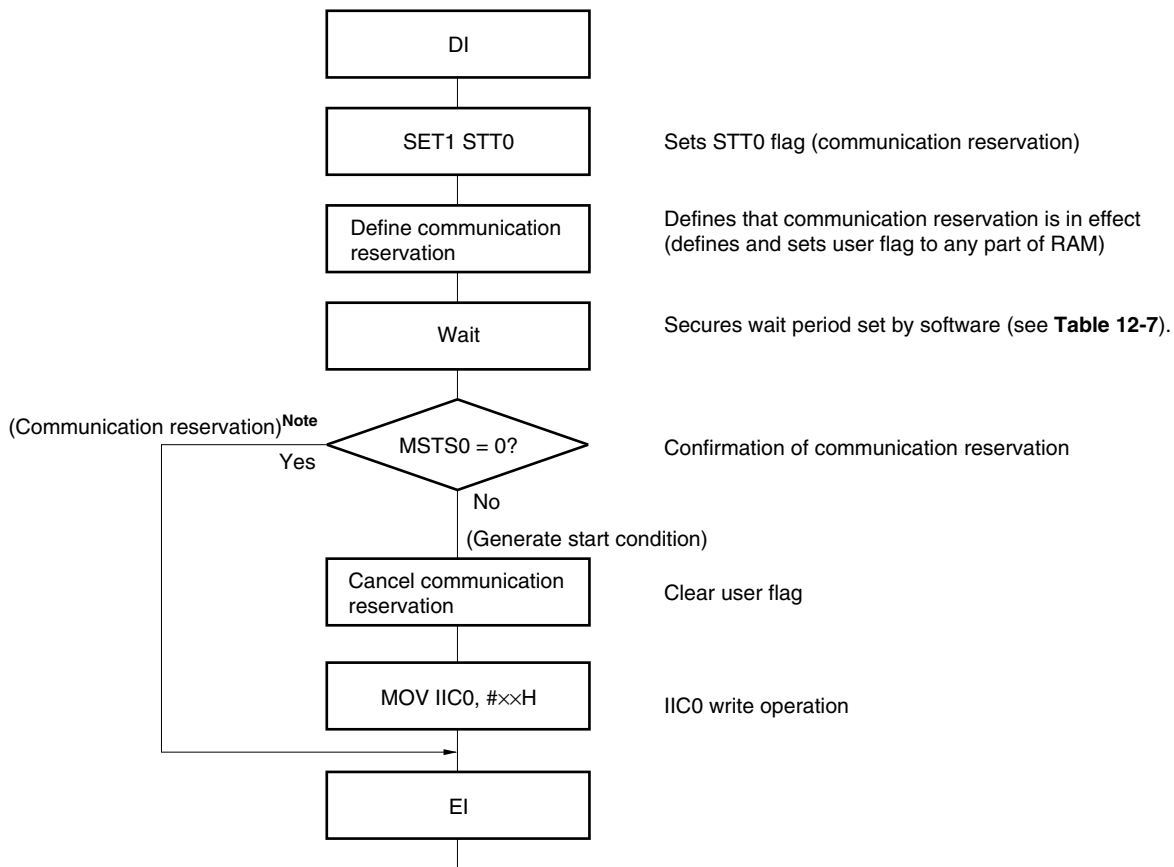 DI
SET1 STT0
Sets STT0 flag (communication reservation)
Define communication
reservation
Defines that communication reservation is in effect
(defines and sets user flag to any part of RAM)
Wait
Secures wait period set by software (see Table 12-7).
(Communication reservation)Note
Yes
MSTS0 = 0?
Confirmation of communication reservation
No
(Generate start condition)
Cancel communication
reservation
Clear user flag
MOV IIC0, #××H
IIC0 write operation
EI